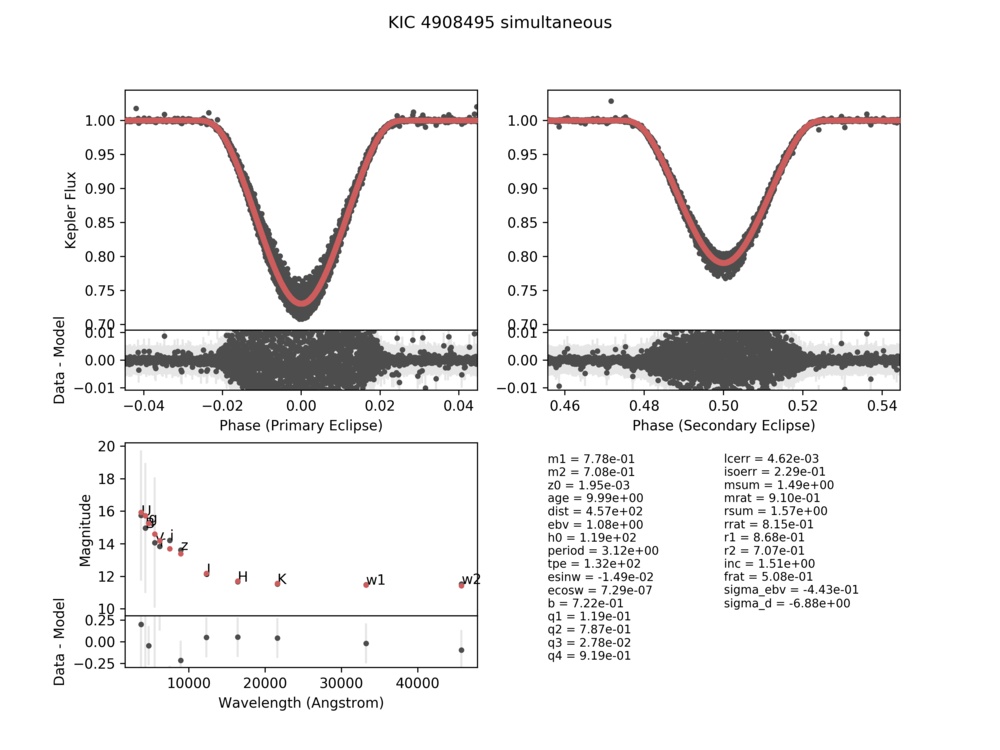 KIC 4908495 simultaneous
Kepler Flux
1.00
0.95
0.90
0.85
0.80
0.75
0.70
Data - Model
0.01
0.00
−0.01
−0.04 −0.02 0.00 0.02 0.04
Phase (Primary Eclipse)
1.00
0.95
0.90
0.85
0.80
0.75
0.70
0.01
0.00
−0.01
0.46 0.48 0.50 0.52 0.54
Phase (Secondary Eclipse)
Magnitude
20
18
16
14
12
10
U
g
V
i
z
J
H
K
w1
w2
Data - Model
0.25
0.00
−0.25
10000 20000 30000 40000
Wavelength (Angstrom)
m1 = 7.78e-01
m2 = 7.08e-01
z0 = 1.95e-03
age = 9.99e+00
dist = 4.57e+02
ebv = 1.08e+00
h0 = 1.19e+02
period = 3.12e+00
tpe = 1.32e+02
esinw = -1.49e-02
ecosw = 7.29e-07
b = 7.22e-01
q1 = 1.19e-01
q2 = 7.87e-01
q3 = 2.78e-02
q4 = 9.19e-01
lcerr = 4.62e-03
isoerr = 2.29e-01
msum = 1.49e+00
mrat = 9.10e-01
rsum = 1.57e+00
rrat = 8.15e-01
r1 = 8.68e-01
r2 = 7.07e-01
inc = 1.51e+00
frat = 5.08e-01
sigma_ebv = -4.43e-01
sigma_d = -6.88e+00